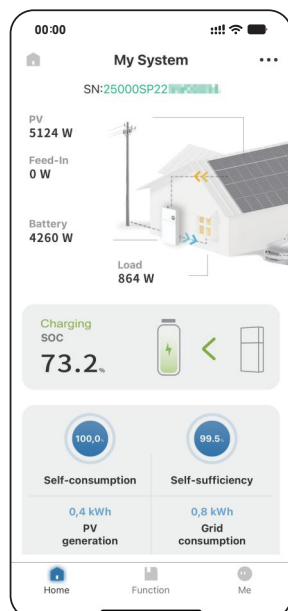 00:00
My System
SN:25000SP22
PV
5124 W
Feed-In
0 W
Battery
4260 W
Load
864 W
Charging
SOC
73.2%
100,0%
99.5%
Self-consumption
Self-sufficiency
0,4 kWh
0,8 kWh
PV
generation
Grid
consumption
Home
Function
Me